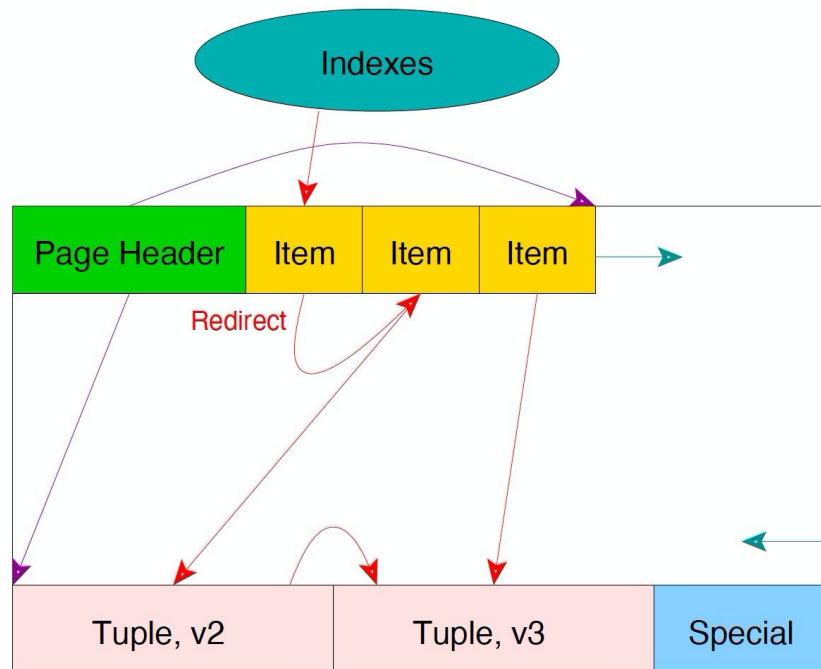 Indexes
Page Header Item Item Item
Redirect
Tuple, v2 Tuple, v3 Special